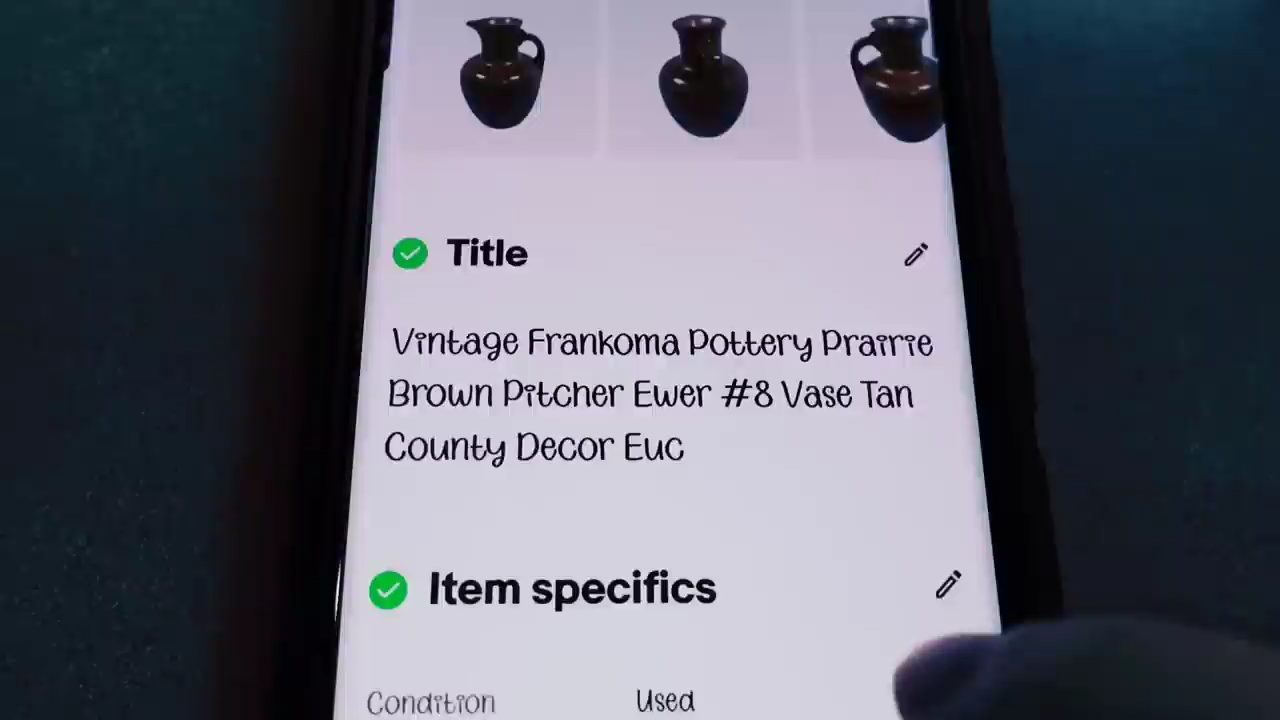 Title
Vintage Frankoma Pottery Prairie
Brown Pitcher Ewer #8 Vase Tan
County Decor Euc
Item specifics
Condition Used